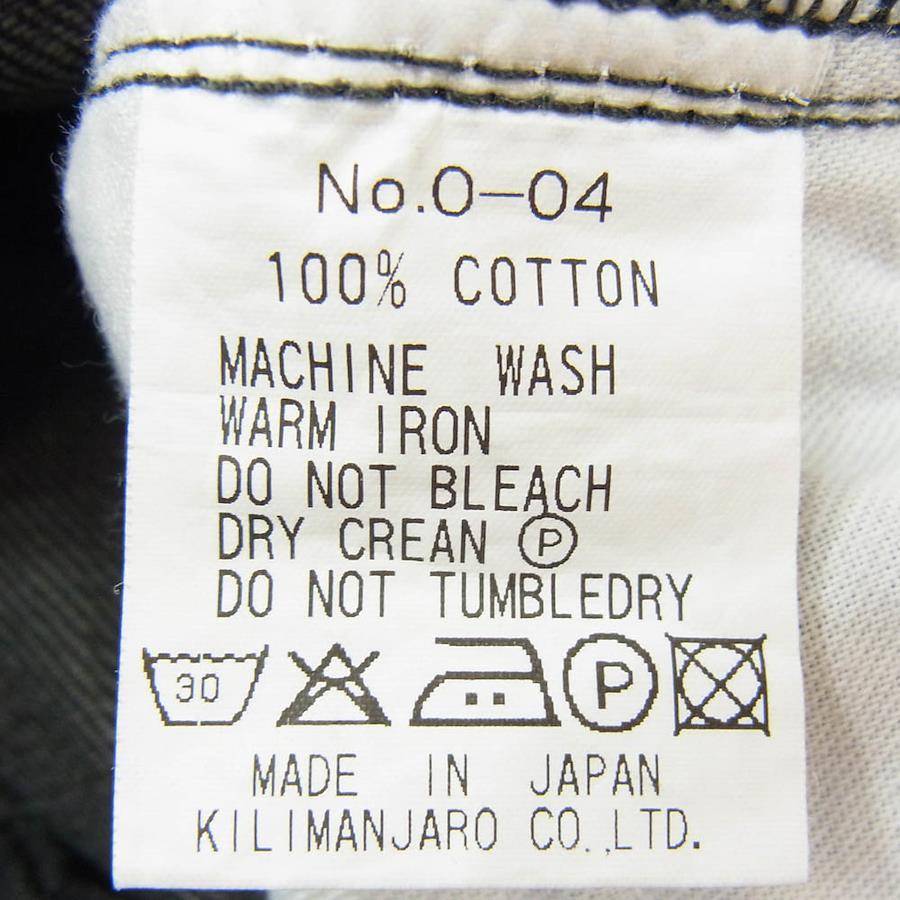 No.0-04
100% COTTON
MACHINE WASH
WARM IRON
DO NOT BLEACH
DRY CREAN Ⓟ
DO NOT TUMBLEDRY
30 P
MADE IN JAPAN
KILIMANJARO CO.,LTD.